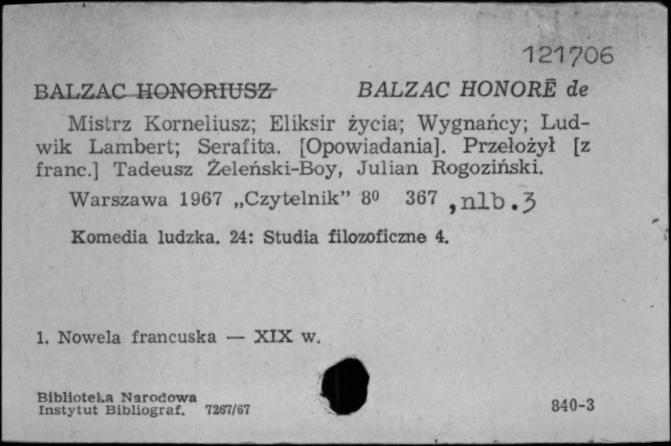 121706
BALZAC HONORIUSZ BALZAC HONORÉ de
Mistrz Korneliusz; Eliksir życia; Wygnańcy; Lud-
wik Lambert; Serafita. [Opowiadania]. Przełożył [z
franc.] Tadeusz Żeleński-Boy, Julian Rogoziński.
Warszawa 1967 „Czytelnik” 8⁰ 367 , nlb. 3
Komedia ludzka. 24: Studia filozoficzne 4.
1. Nowela francuska — XIX w.
Biblioteka Narodowa
Instytut Bibliograf. 7267/67 840-3